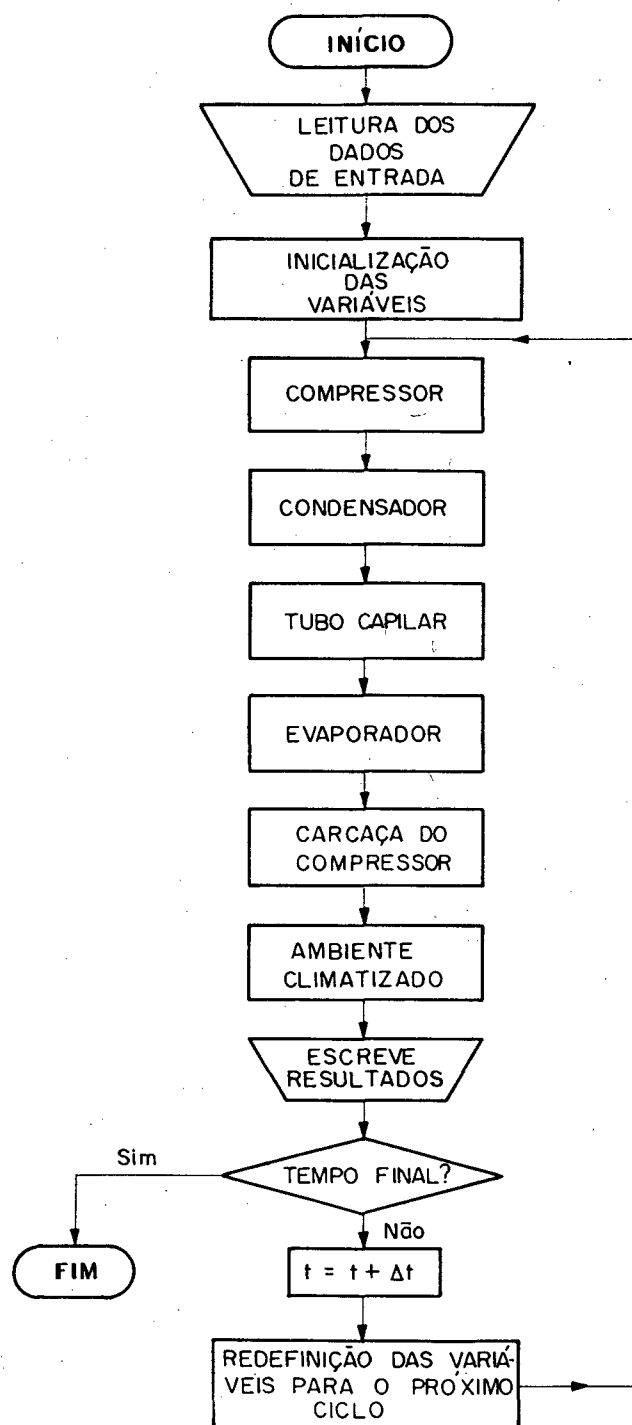 INÍCIO
LEITURA DOS
DADOS
DE ENTRADA
INICIALIZAÇÃO
DAS
VARIÁVEIS
COMPRESSOR
CONDENSADOR
TUBO CAPILAR
EVAPORADOR
CARCAÇA DO
COMPRESSOR
AMBIENTE
CLIMATIZADO
ESCREVE
RESULTADOS
TEMPO FINAL?
Sim
FIM
Não
t = t + Δt
REDEFINIÇÃO DAS VARIÁ-
VEIS PARA O PRÓXIMO
CICLO